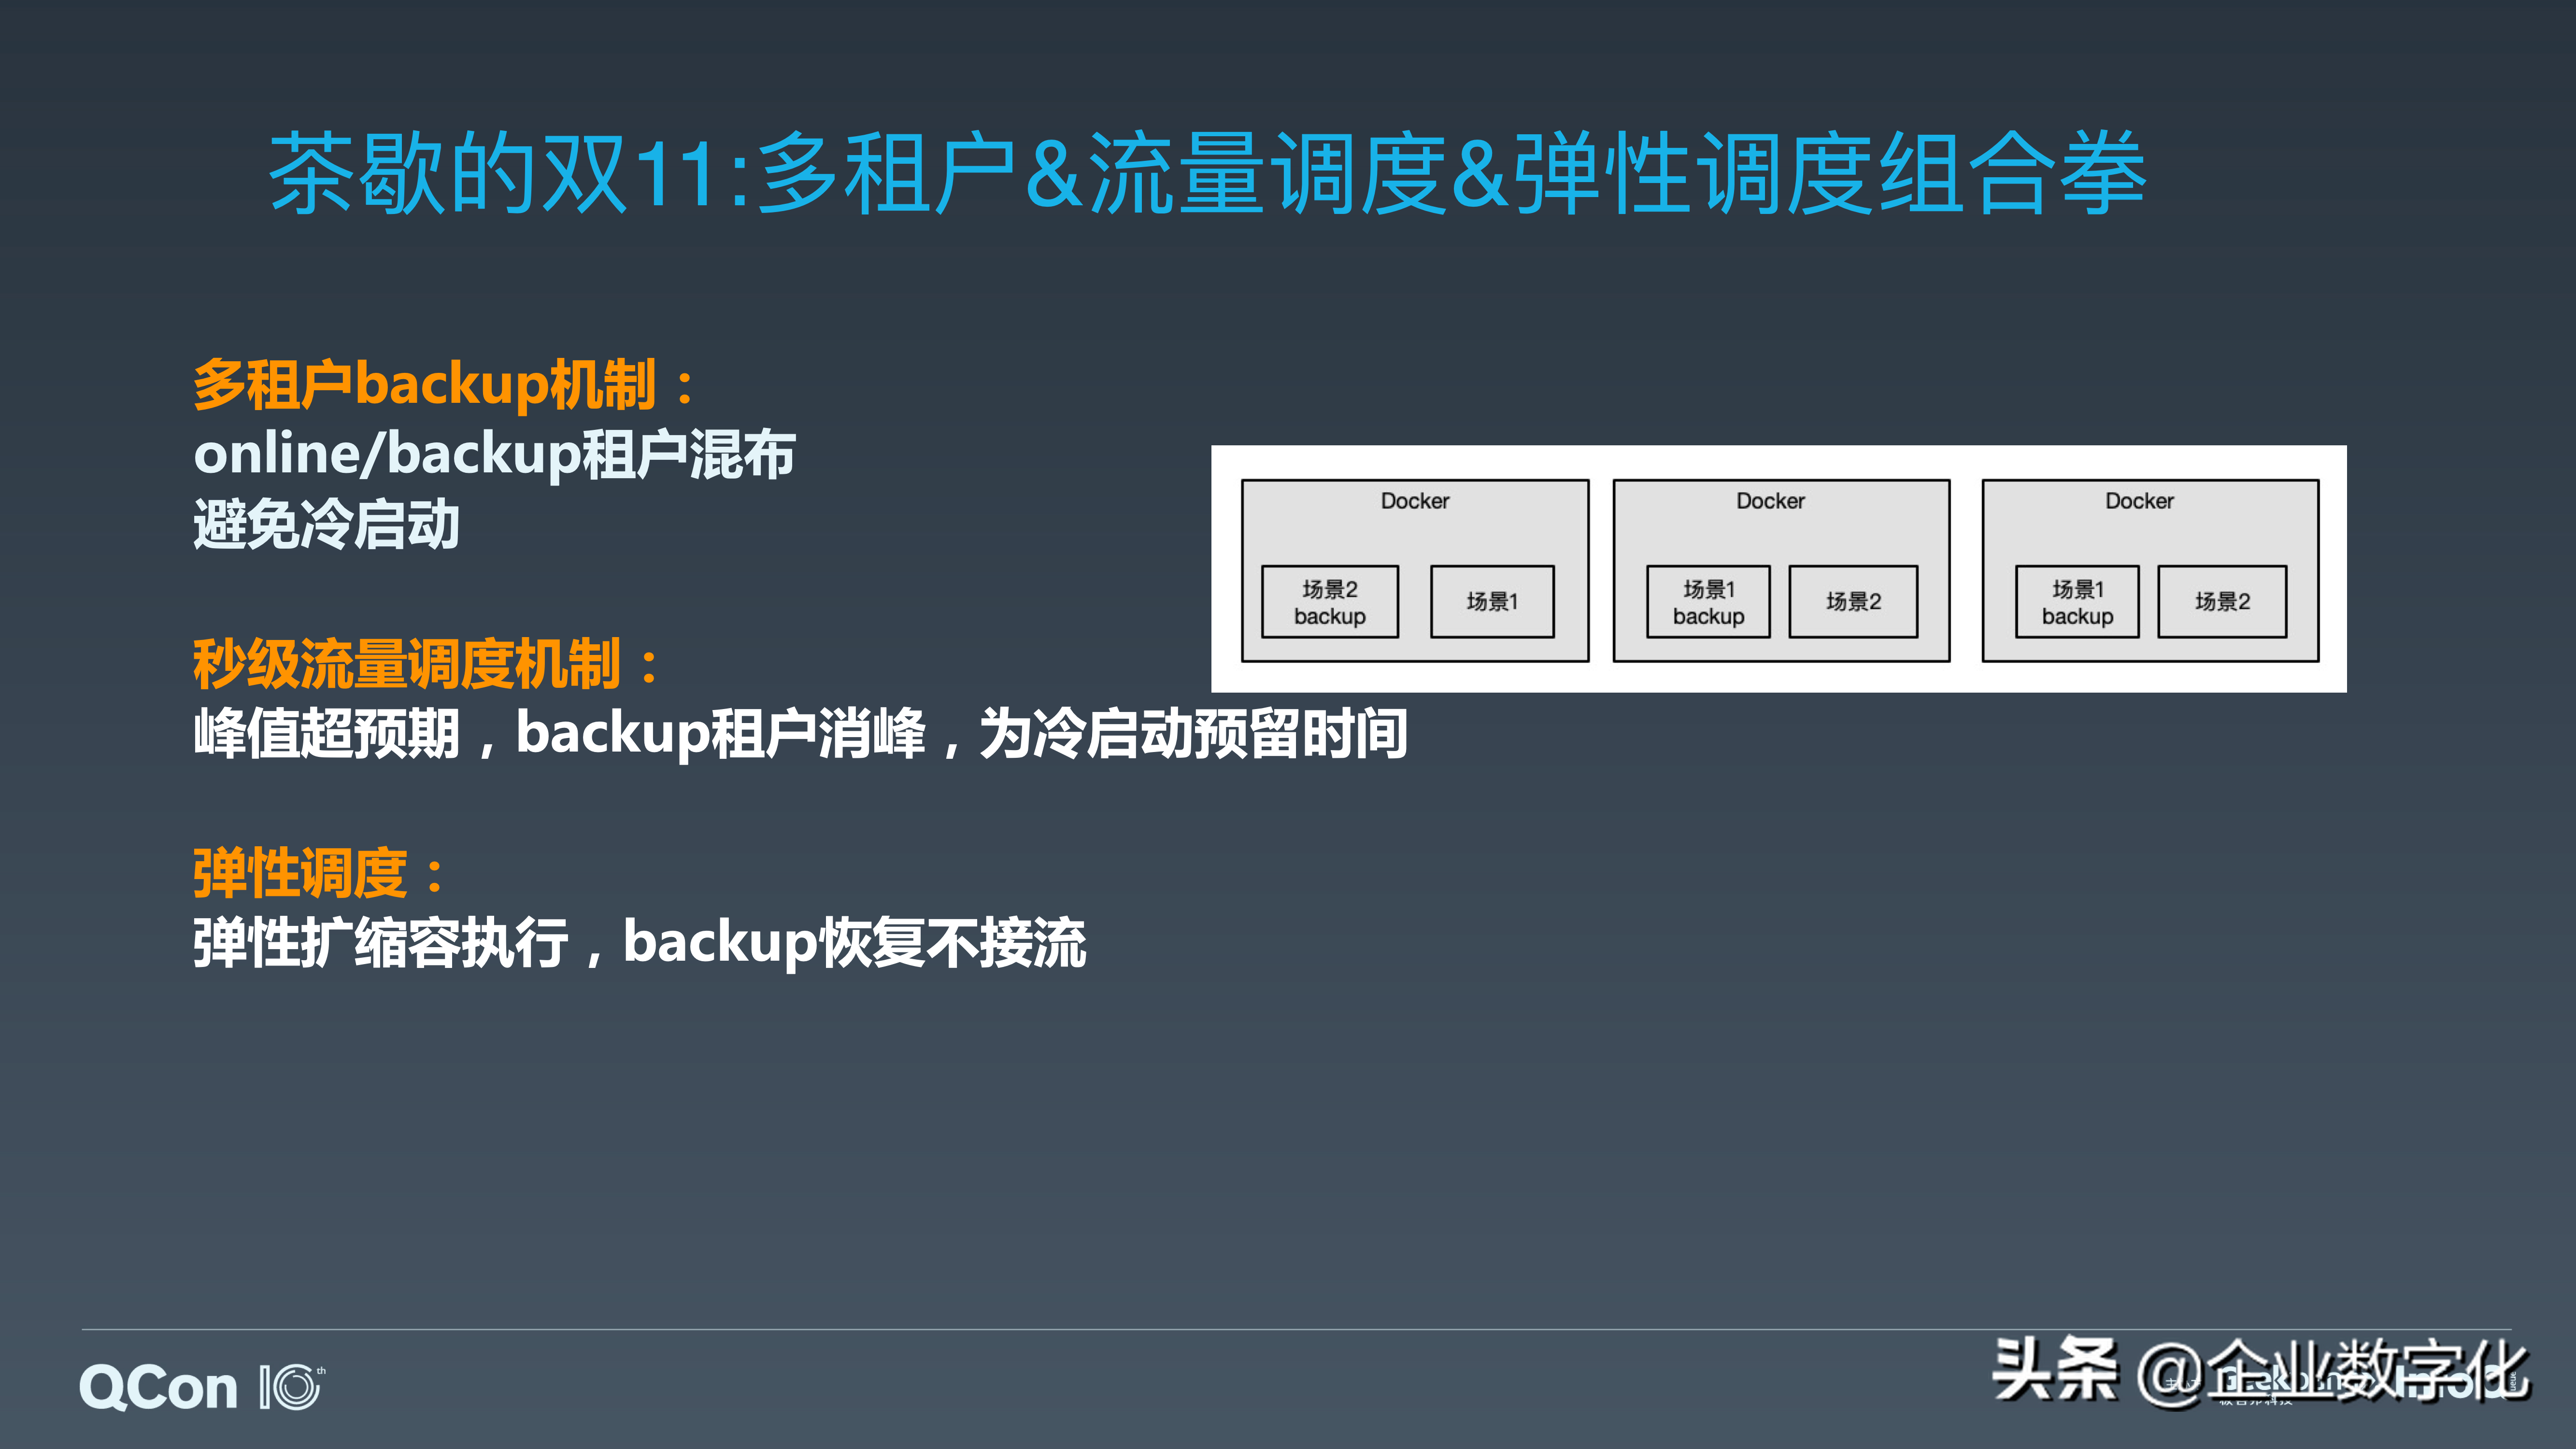 茶歇的双11:多租户&流量调度&弹性调度组合拳
多租户backup机制：
online/backup租户混布
避免冷启动
秒级流量调度机制：
峰值超预期，backup租户消峰，为冷启动预留时间
弹性调度：
弹性扩缩容执行，backup恢复不接流
Docker
场景2
backup
场景1
Docker
场景1
backup
场景2
Docker
场景1
backup
场景2
QCon 10th
头条 @企业数字化